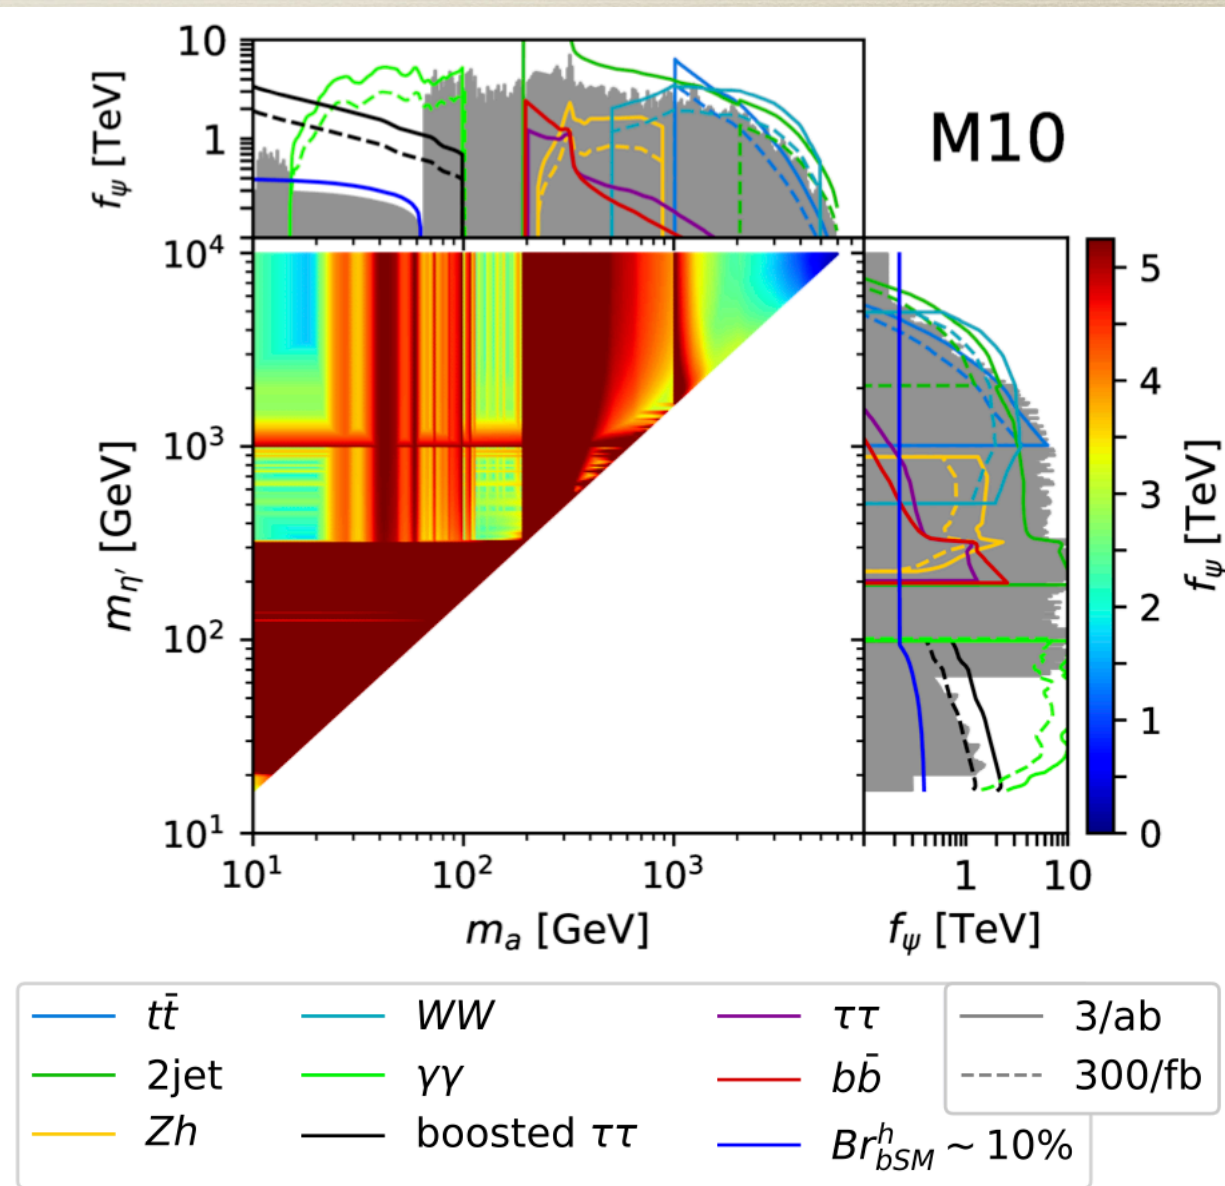 10
1
f_ψ [TeV]
M10
10^4
10^3
10^2
10^1
m_η′ [GeV]
10^1 10^2 10^3
m_a [GeV]
1 10
f_ψ [TeV]
5
4
3
2
1
0
f_ψ [TeV]
tt̄ WW ττ 3/ab
2jet γγ bb̄ 300/fb
Zh boosted ττ Br^h_bSM ~ 10%